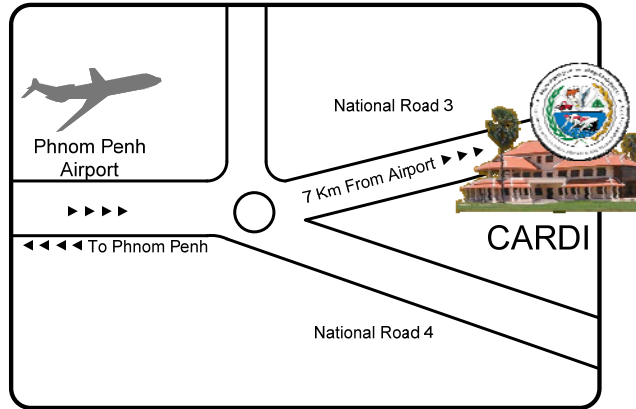 National Road 3
Phnom Penh
Airport
7 Km From Airport
To Phnom Penh
CARDI
National Road 4